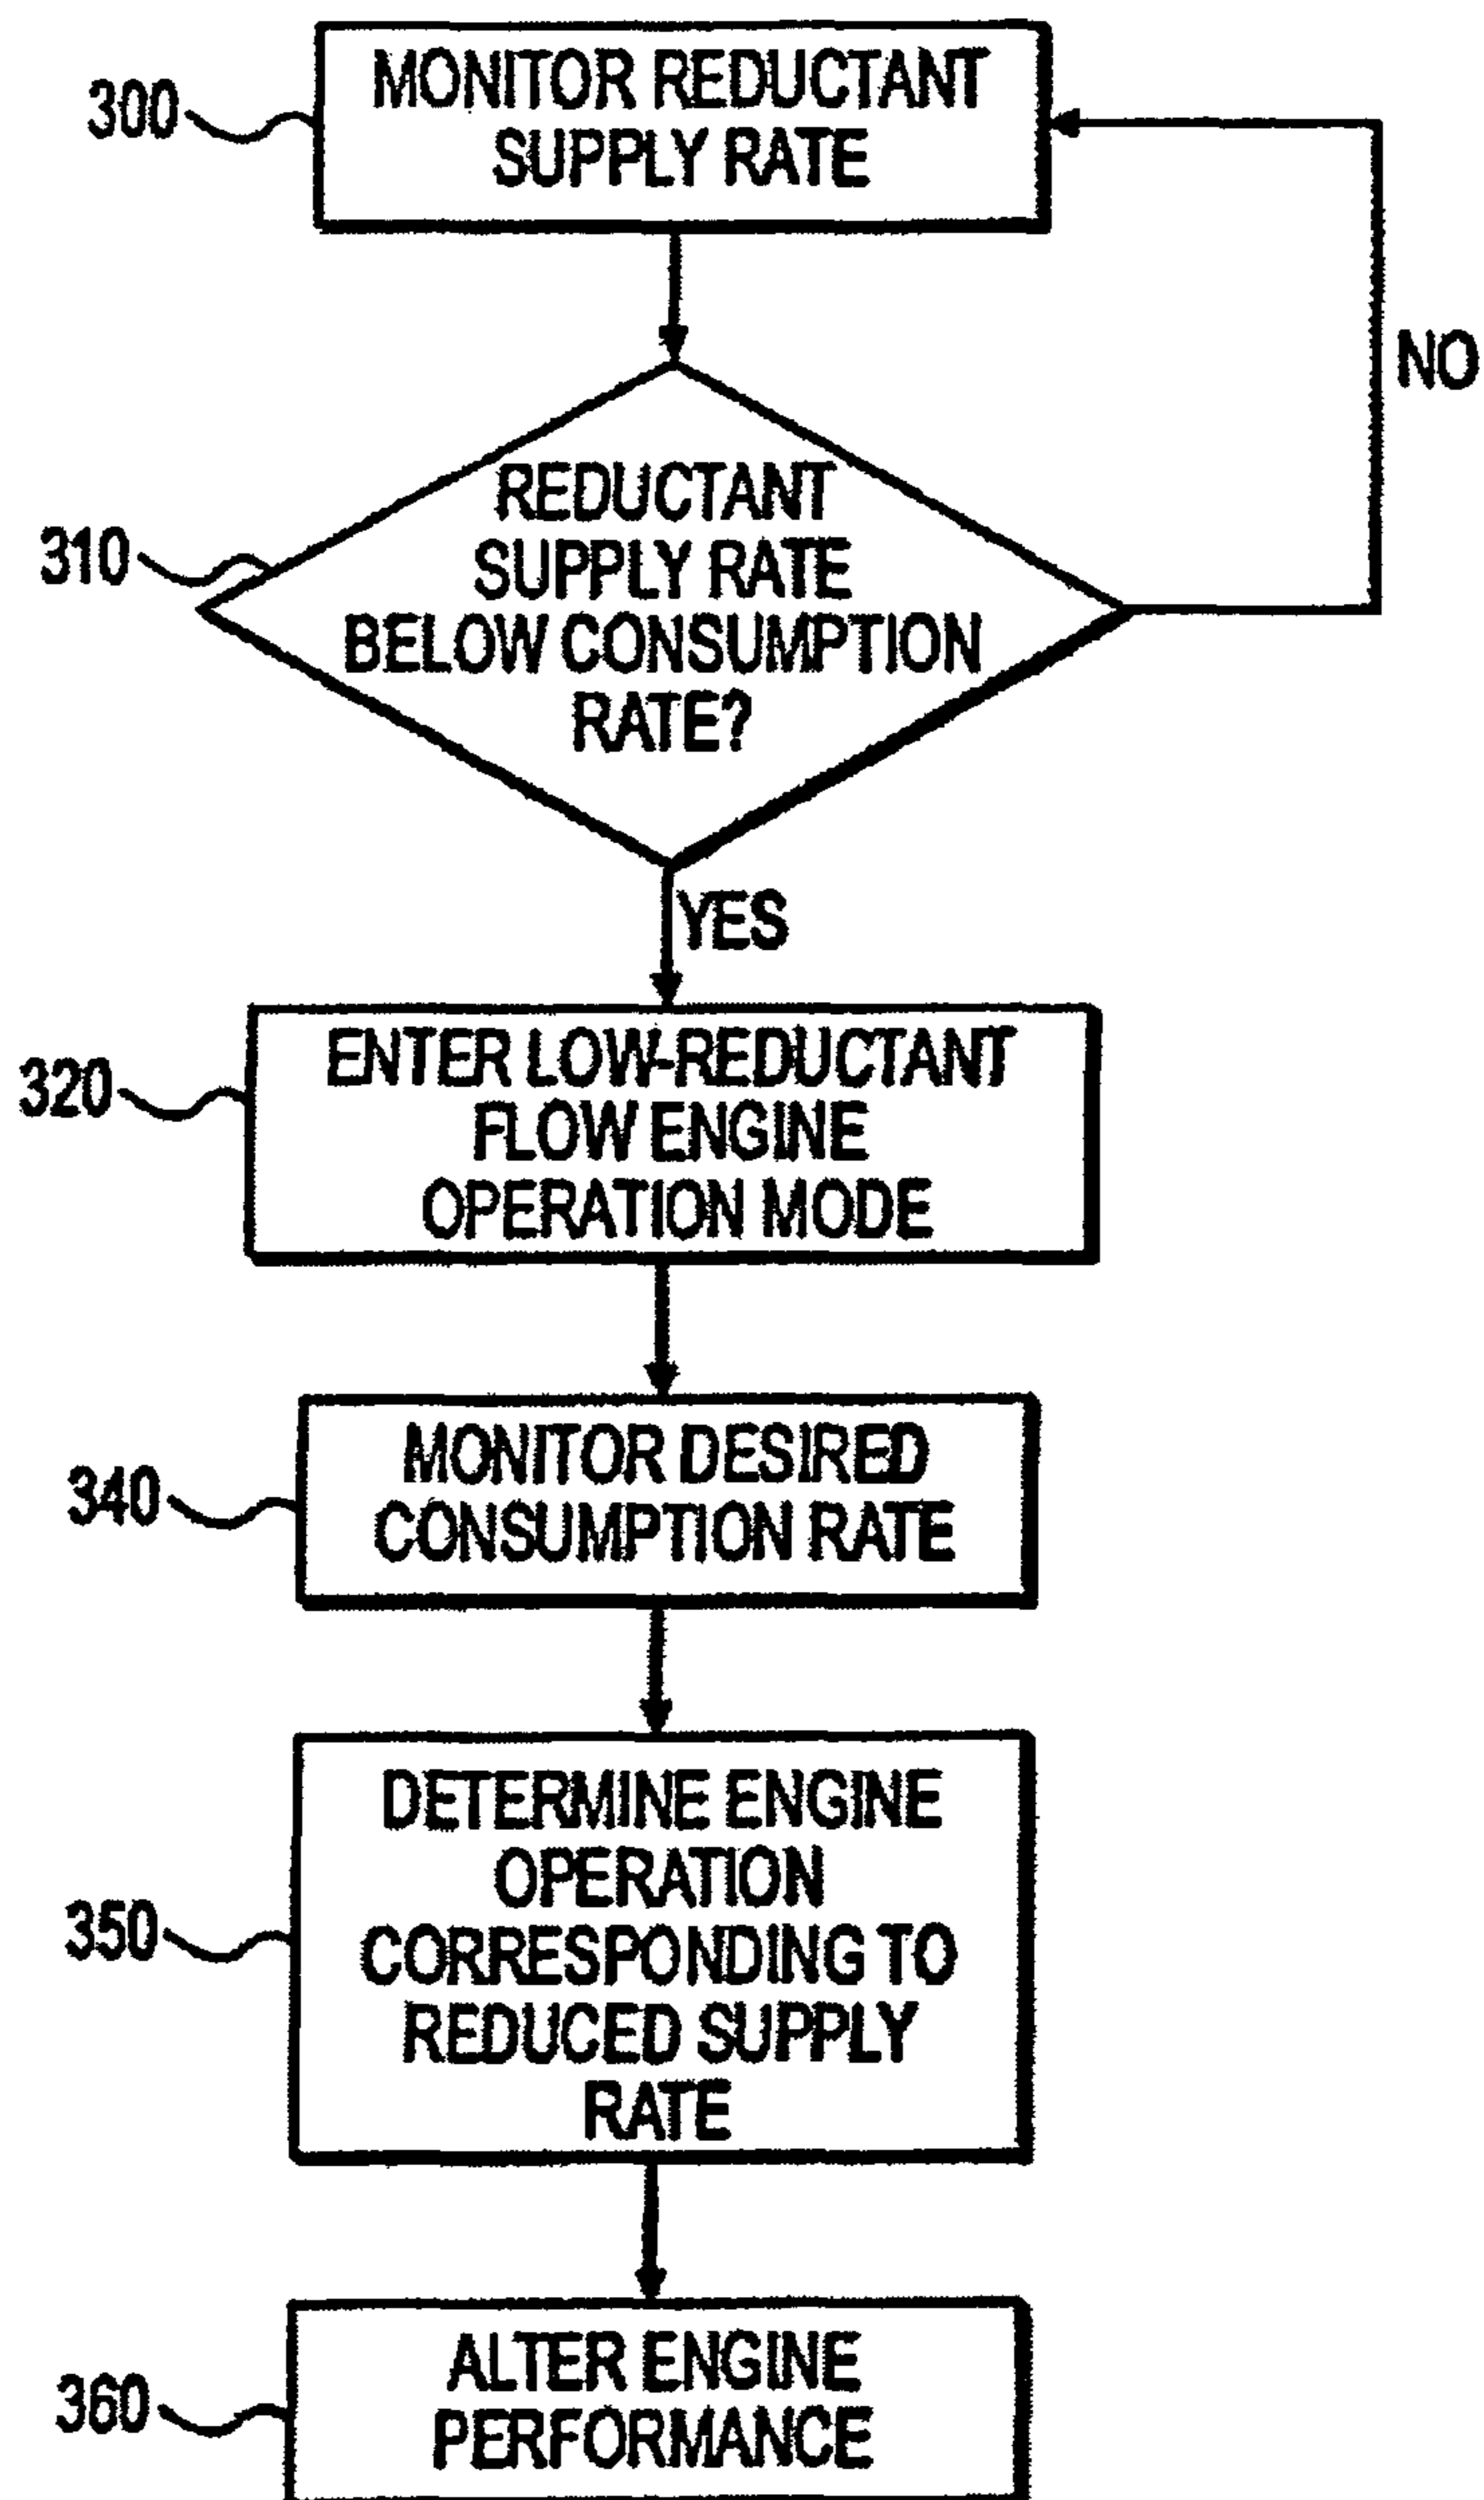 300
MONITOR REDUCTANT
SUPPLY RATE
NO
310
REDUCTANT
SUPPLY RATE
BELOW CONSUMPTION
RATE?
YES
320
ENTER LOW-REDUCTANT
FLOW ENGINE
OPERATION MODE
340
MONITOR DESIRED
CONSUMPTION RATE
350
DETERMINE ENGINE
OPERATION
CORRESPONDING TO
REDUCED SUPPLY
RATE
360
ALTER ENGINE
PERFORMANCE